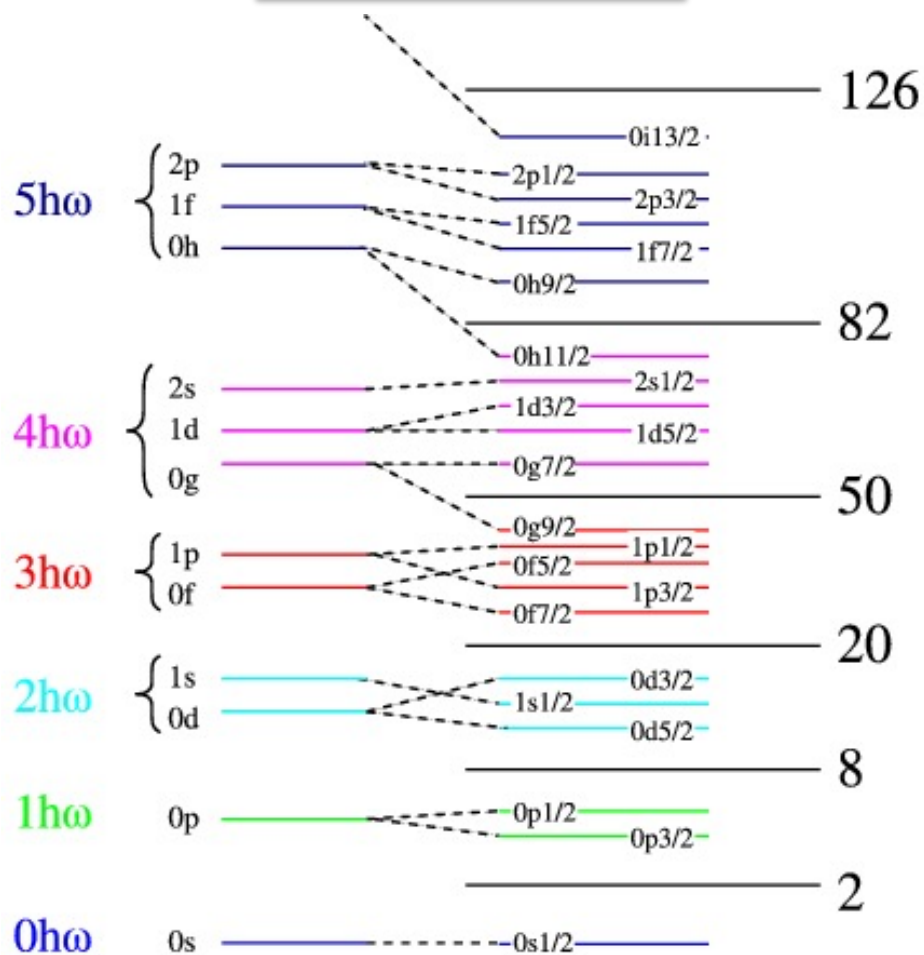 126
0i13/2
5hω
2p
2p1/2
2p3/2
1f
1f5/2
1f7/2
0h
0h9/2
82
0h11/2
4hω
2s
2s1/2
1d3/2
1d
1d5/2
0g
0g7/2
50
0g9/2
3hω
1p
1p1/2
0f5/2
0f
1p3/2
0f7/2
20
2hω
1s
0d3/2
1s1/2
0d
0d5/2
8
1hω
0p
0p1/2
0p3/2
2
0hω
0s
0s1/2